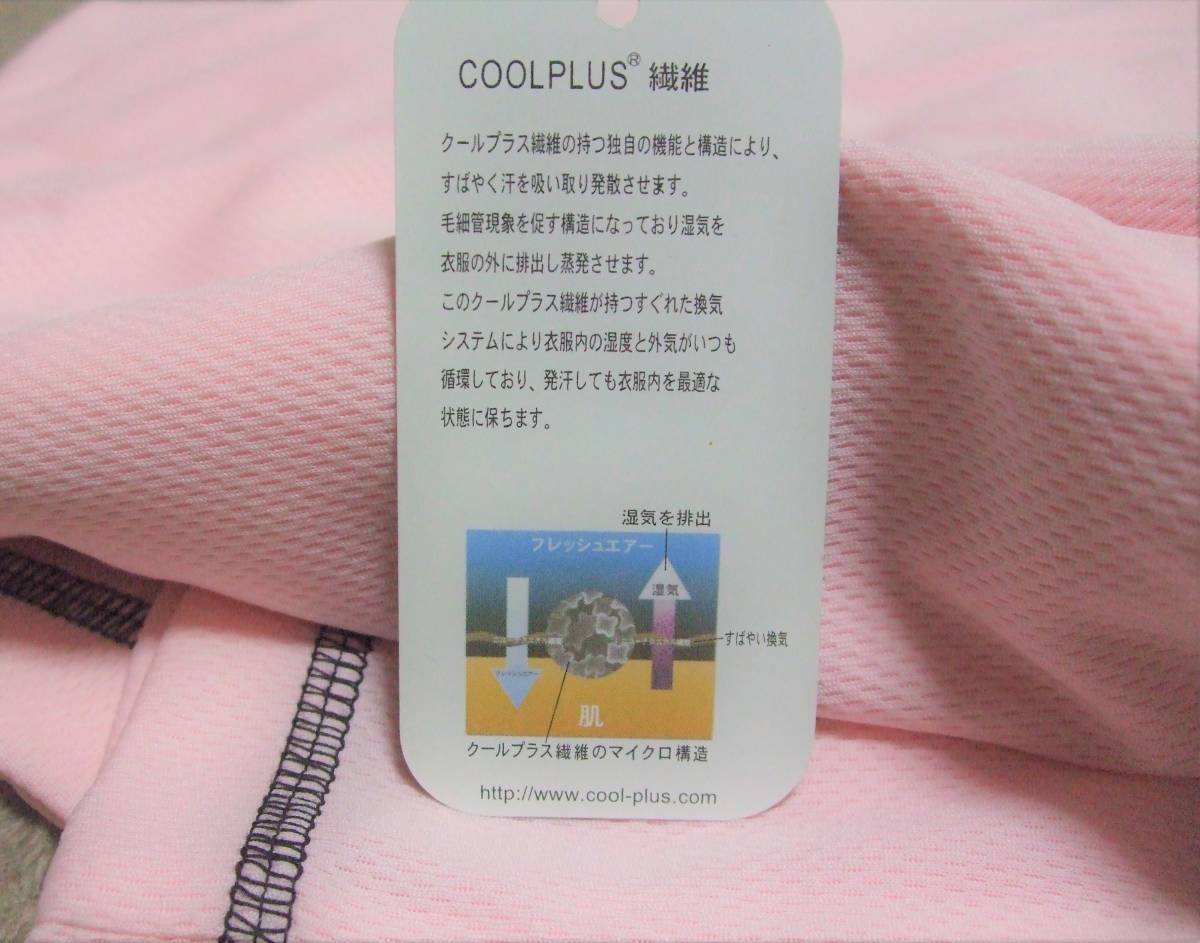 COOLPLUS® 繊維
クールプラス繊維の持つ独自の機能と構造により、
すばやく汗を吸い取り発散させます。
毛細管現象を促す構造になっており湿気を
衣服の外に排出し蒸発させます。
このクールプラス繊維が持つすぐれた換気
システムにより衣服内の湿度と外気がいつも
循環しており、発汗しても衣服内を最適な
状態に保ちます。
湿気を排出
フレッシュエアー
湿気
すばやい換気
フレッシュエアー
肌
クールプラス繊維のマイクロ構造
http://www.cool-plus.com